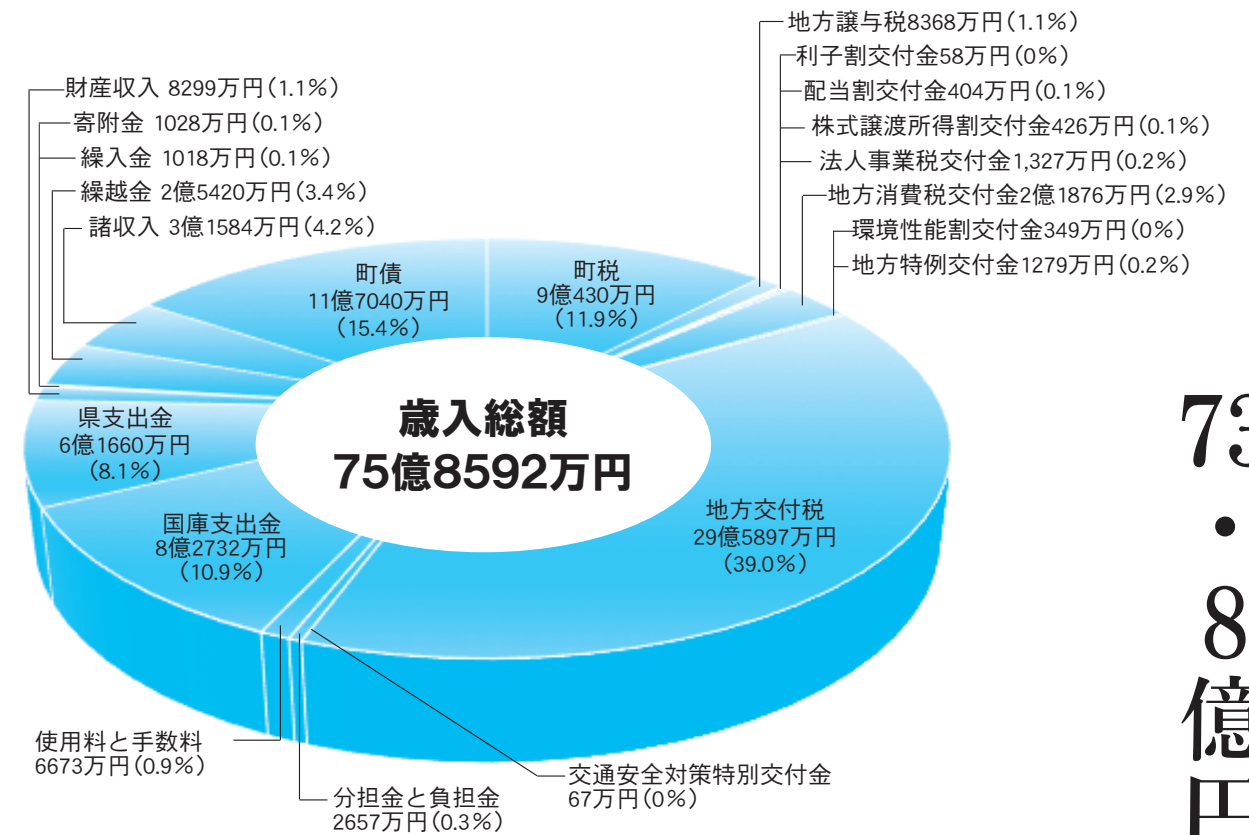 地方譲与税8368万円(1.1%)
利子割交付金58万円(0%)
配当割交付金404万円(0.1%)
株式譲渡所得割交付金426万円(0.1%)
法人事業税交付金1,327万円(0.2%)
地方消費税交付金2億1876万円(2.9%)
環境性能割交付金349万円(0%)
地方特例交付金1279万円(0.2%)
財産収入 8299万円(1.1%)
寄附金 1028万円(0.1%)
繰入金 1018万円(0.1%)
繰越金 2億5420万円(3.4%)
諸収入 3億1584万円(4.2%)
町債
11億7040万円
(15.4%)
町税
9億430万円
(11.9%)
歳入総額
75億8592万円
県支出金
6億1660万円
(8.1%)
国庫支出金
8億2732万円
(10.9%)
地方交付税
29億5897万円
(39.0%)
使用料と手数料
6673万円(0.9%)
分担金と負担金
2657万円(0.3%)
交通安全対策特別交付金
67万円(0%)
73・8億円